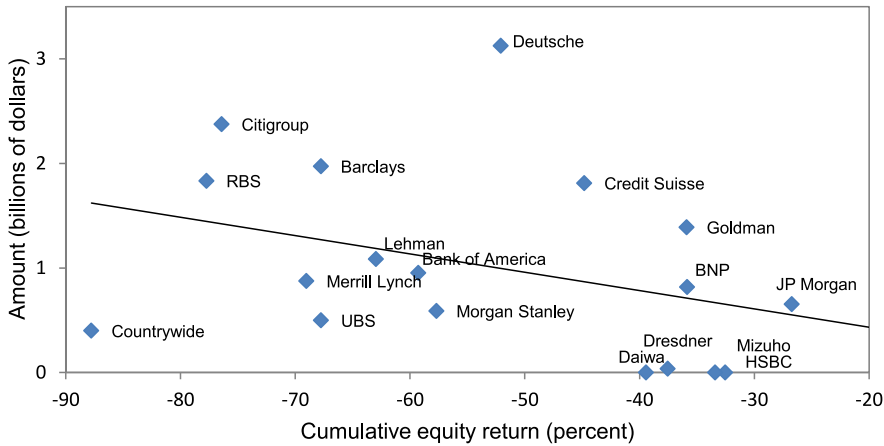 Amount (billions of dollars)
3
2
1
0
Deutsche
Citigroup
Barclays
RBS
Credit Suisse
Goldman
Lehman
Bank of America
BNP
Merrill Lynch
JP Morgan
Morgan Stanley
UBS
Countrywide
Dresdner
Mizuho
Daiwa
HSBC
-90 -80 -70 -60 -50 -40 -30 -20
Cumulative equity return (percent)